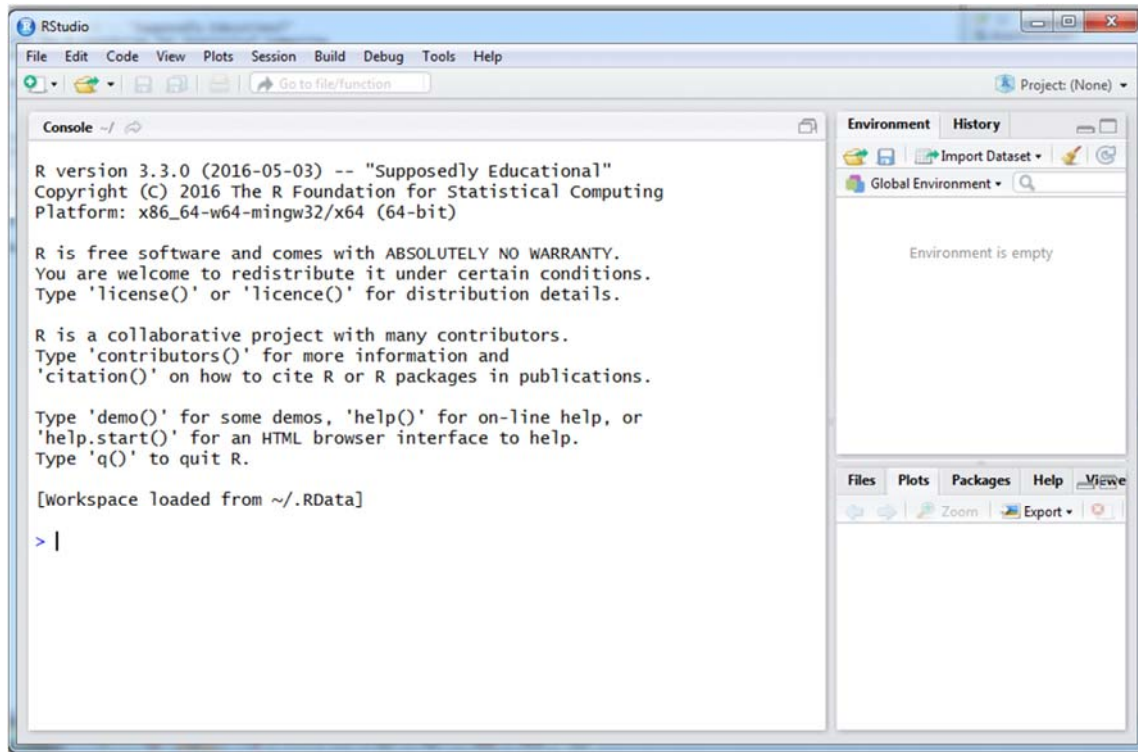 RStudio
File Edit Code View Plots Session Build Debug Tools Help
Go to file/function
Project: (None)
Console ~/
R version 3.3.0 (2016-05-03) -- "Supposedly Educational"
Copyright (C) 2016 The R Foundation for Statistical Computing
Platform: x86_64-w64-mingw32/x64 (64-bit)
R is free software and comes with ABSOLUTELY NO WARRANTY.
You are welcome to redistribute it under certain conditions.
Type 'license()' or 'licence()' for distribution details.
R is a collaborative project with many contributors.
Type 'contributors()' for more information and
'citation()' on how to cite R or R packages in publications.
Type 'demo()' for some demos, 'help()' for on-line help, or
'help.start()' for an HTML browser interface to help.
Type 'q()' to quit R.
[Workspace loaded from ~/.RData]
>
Environment History
Import Dataset
Global Environment
Environment is empty
Files Plots Packages Help Viewe
Zoom Export